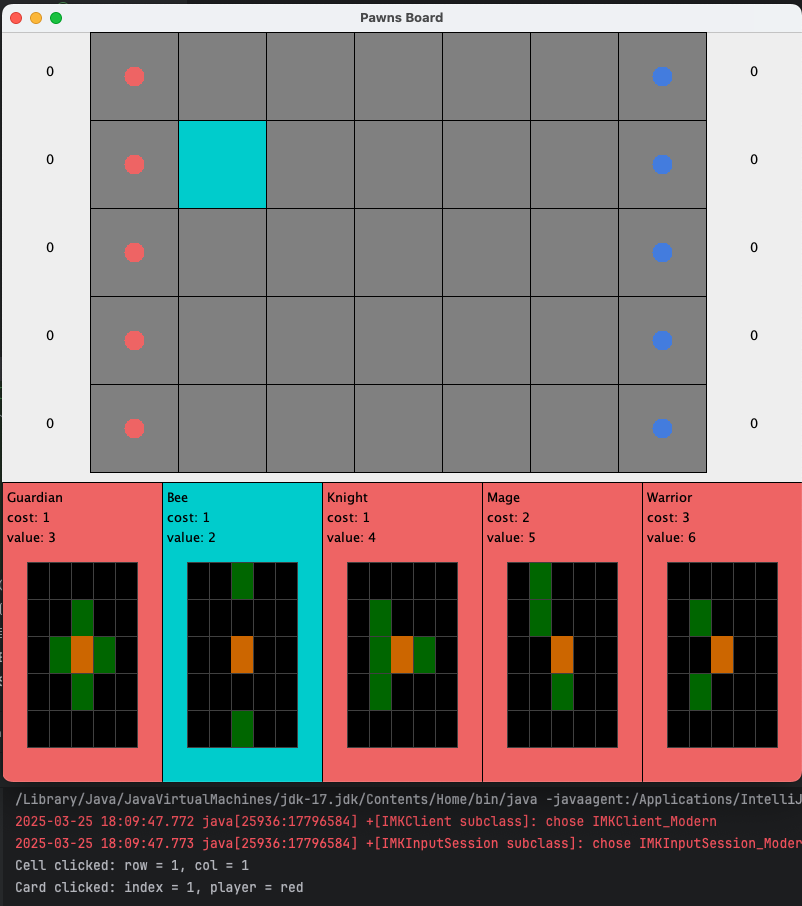 Pawns Board
0 0
0 0
0 0
0 0
0 0
Guardian Bee Knight Mage Warrior
cost: 1 cost: 1 cost: 1 cost: 2 cost: 3
value: 3 value: 2 value: 4 value: 5 value: 6
/Library/Java/JavaVirtualMachines/jdk-17.jdk/Contents/Home/bin/java -javaagent:/Applications/IntelliJ
2025-03-25 18:09:47.772 java[25936:17796584] +[IMKClient subclass]: chose IMKClient_Modern
2025-03-25 18:09:47.773 java[25936:17796584] +[IMKInputSession subclass]: chose IMKInputSession_Moder
Cell clicked: row = 1, col = 1
Card clicked: index = 1, player = red